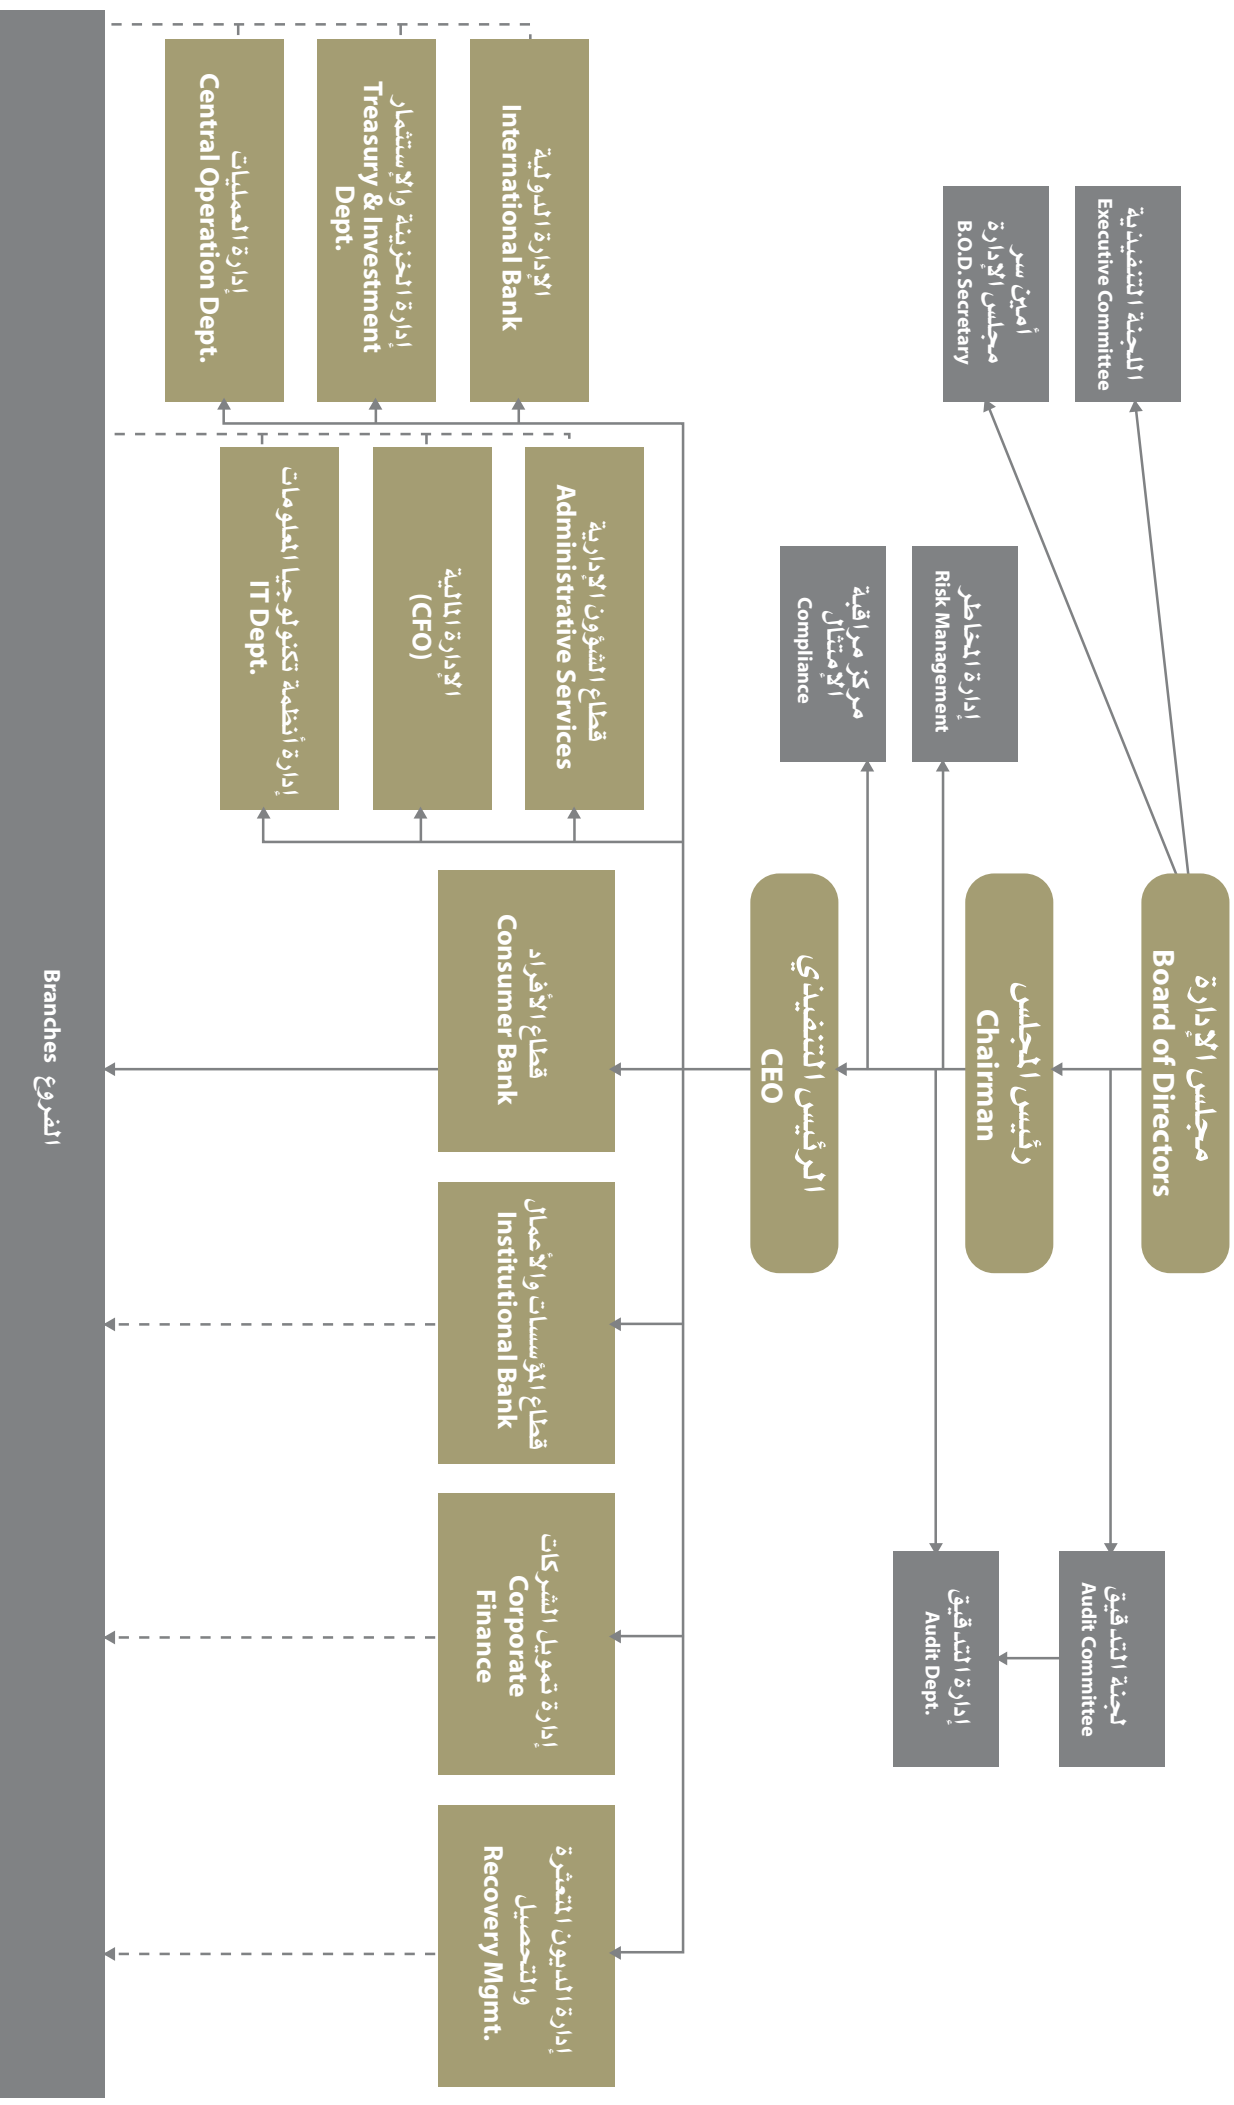 مجلس الإدارة
Board of Directors
اللجنة التنفيذية
Executive Committee
أمين سر
مجلس الإدارة
B.O.D. Secretary
لجنة التدقيق
Audit Committee
رئيس المجلس
Chairman
إدارة المخاطر
Risk Management
مركز مراقبة
الإمتثال
Compliance
إدارة التدقيق
Audit Dept.
الرئيس التنفيذي
CEO
الإدارة الدولية
International Bank
إدارة الخزينة والإستثمار
Treasury & Investment
Dept.
إدارة العمليات
Central Operation Dept.
قطاع الشؤون الإدارية
Administrative Services
الإدارة المالية
(CFO)
إدارة أنظمة تكنولوجيا المعلومات
IT Dept.
قطاع الأفراد
Consumer Bank
قطاع المؤسسات والأعمال
Institutional Bank
إدارة تمويل الشركات
Corporate
Finance
إدارة الديون المتعثرة
والتحصيل
Recovery Mgmt.
Branches الفروع